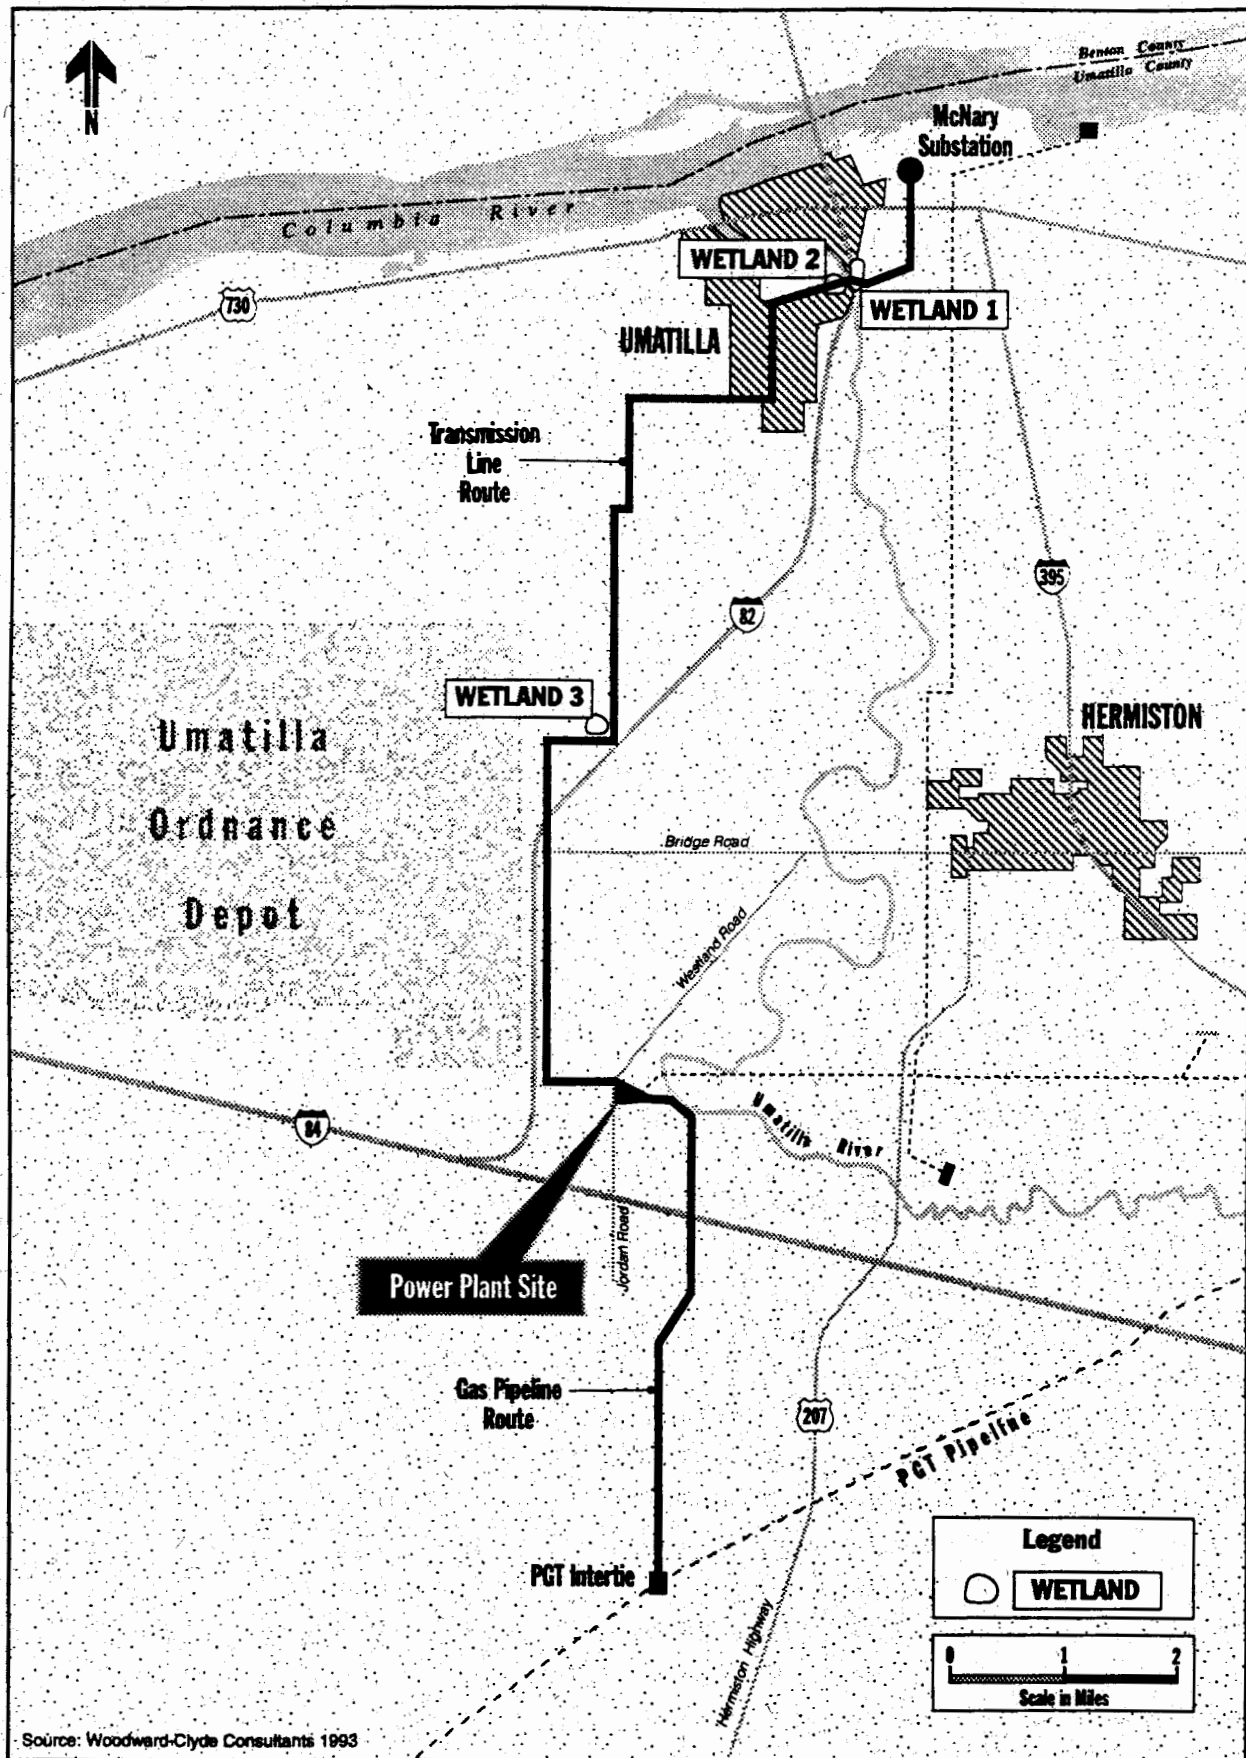 N
Benton County
Umatilla County
McNary
Substation
Columbia River
WETLAND 2
WETLAND 1
730
UMATILLA
Transmission
Line
Route
395
82
WETLAND 3
HERMISTON
Umatilla
Ordnance
Depot
Bridge Road
Westland Road
84
Umatilla River
Jordan Road
Power Plant Site
Gas Pipeline
Route
207
PGT Pipeline
PGT Intertie
Hermiston Highway
Legend
WETLAND
0 1 2
Scale in Miles
Source: Woodward-Clyde Consultants 1993